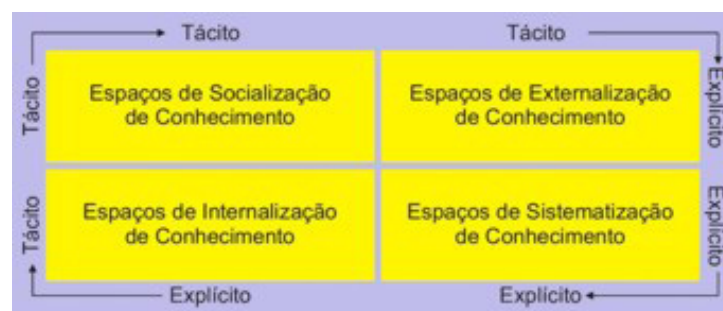 Tácito
Tácito
Tácito
Espaços de Socialização
de Conhecimento
Espaços de Externalização
de Conhecimento
Explícito
Tácito
Espaços de Internalização
de Conhecimento
Espaços de Sistematização
de Conhecimento
Explícito
Explícito
Explícito